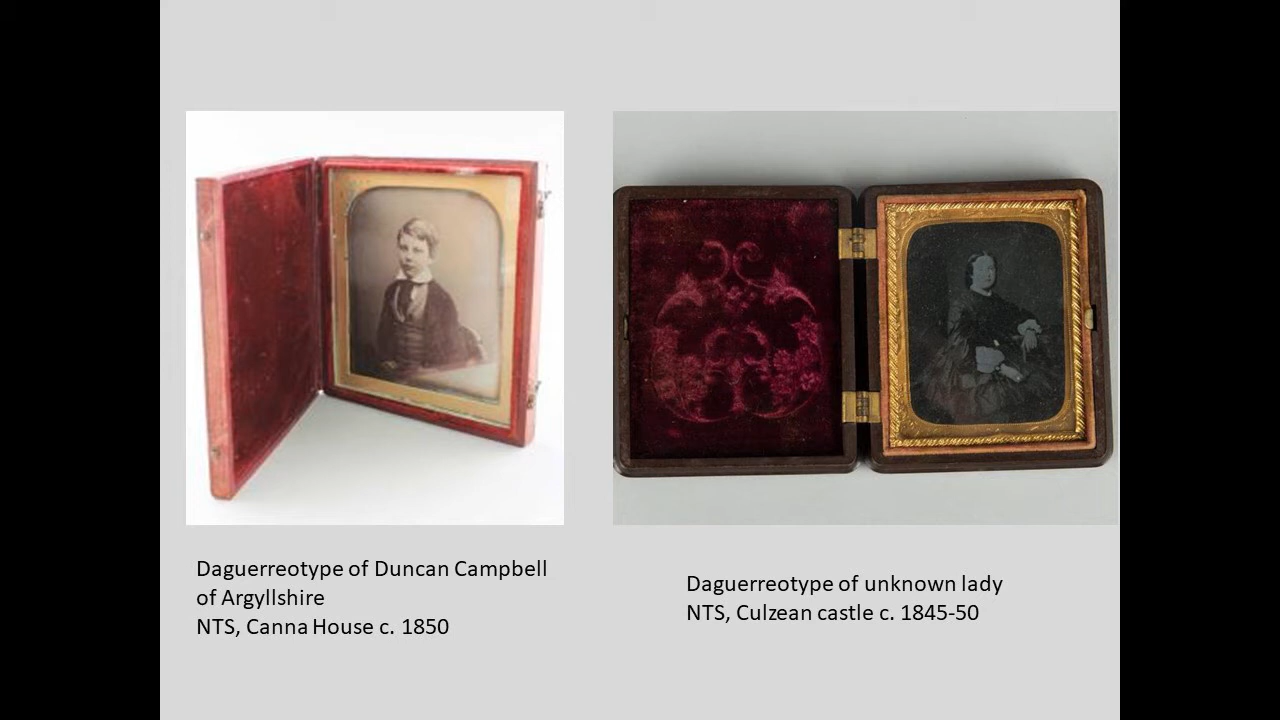 Daguerreotype of Duncan Campbell
of Argyllshire
NTS, Canna House c. 1850
Daguerreotype of unknown lady
NTS, Culzean castle c. 1845-50